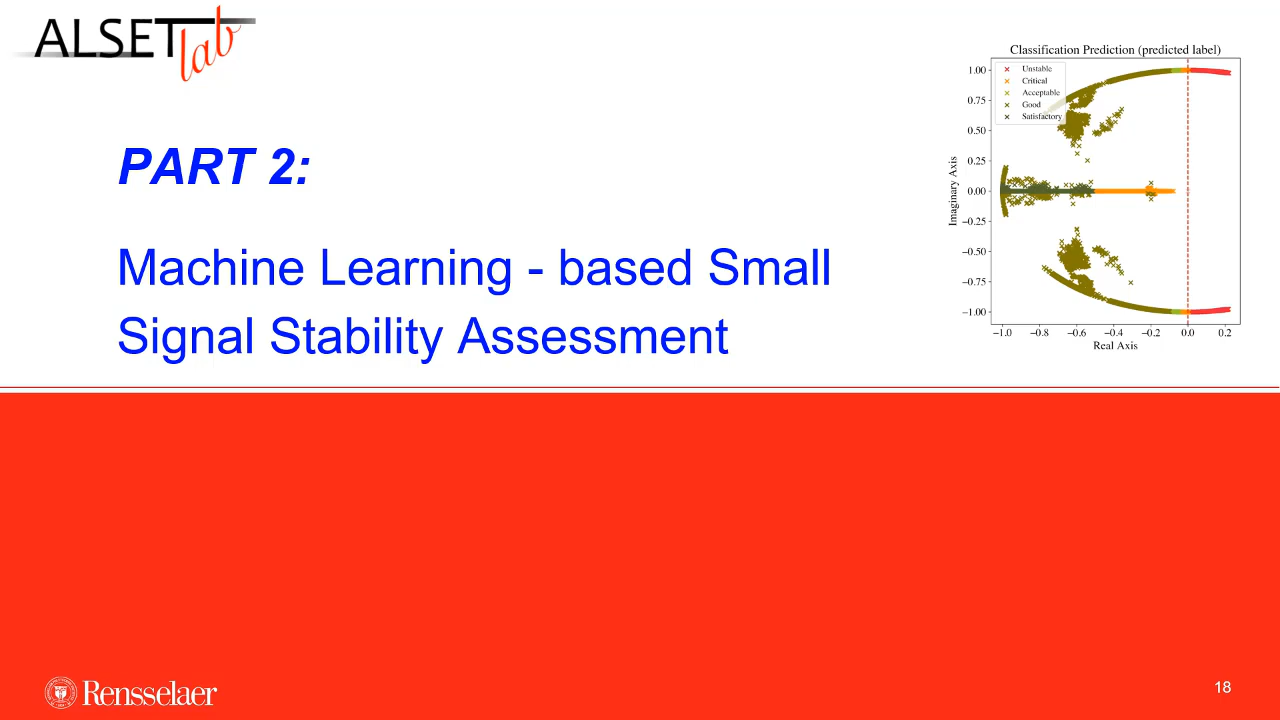 ALSETlab
PART 2:
Machine Learning - based Small
Signal Stability Assessment
Classification Prediction (predicted label)
Unstable
Critical
Acceptable
Good
Satisfactory
Imaginary Axis
1.00
0.75
0.50
0.25
0.00
−0.25
−0.50
−0.75
−1.00
−1.0 −0.8 −0.6 −0.4 −0.2 0.0 0.2
Real Axis
Rensselaer
18